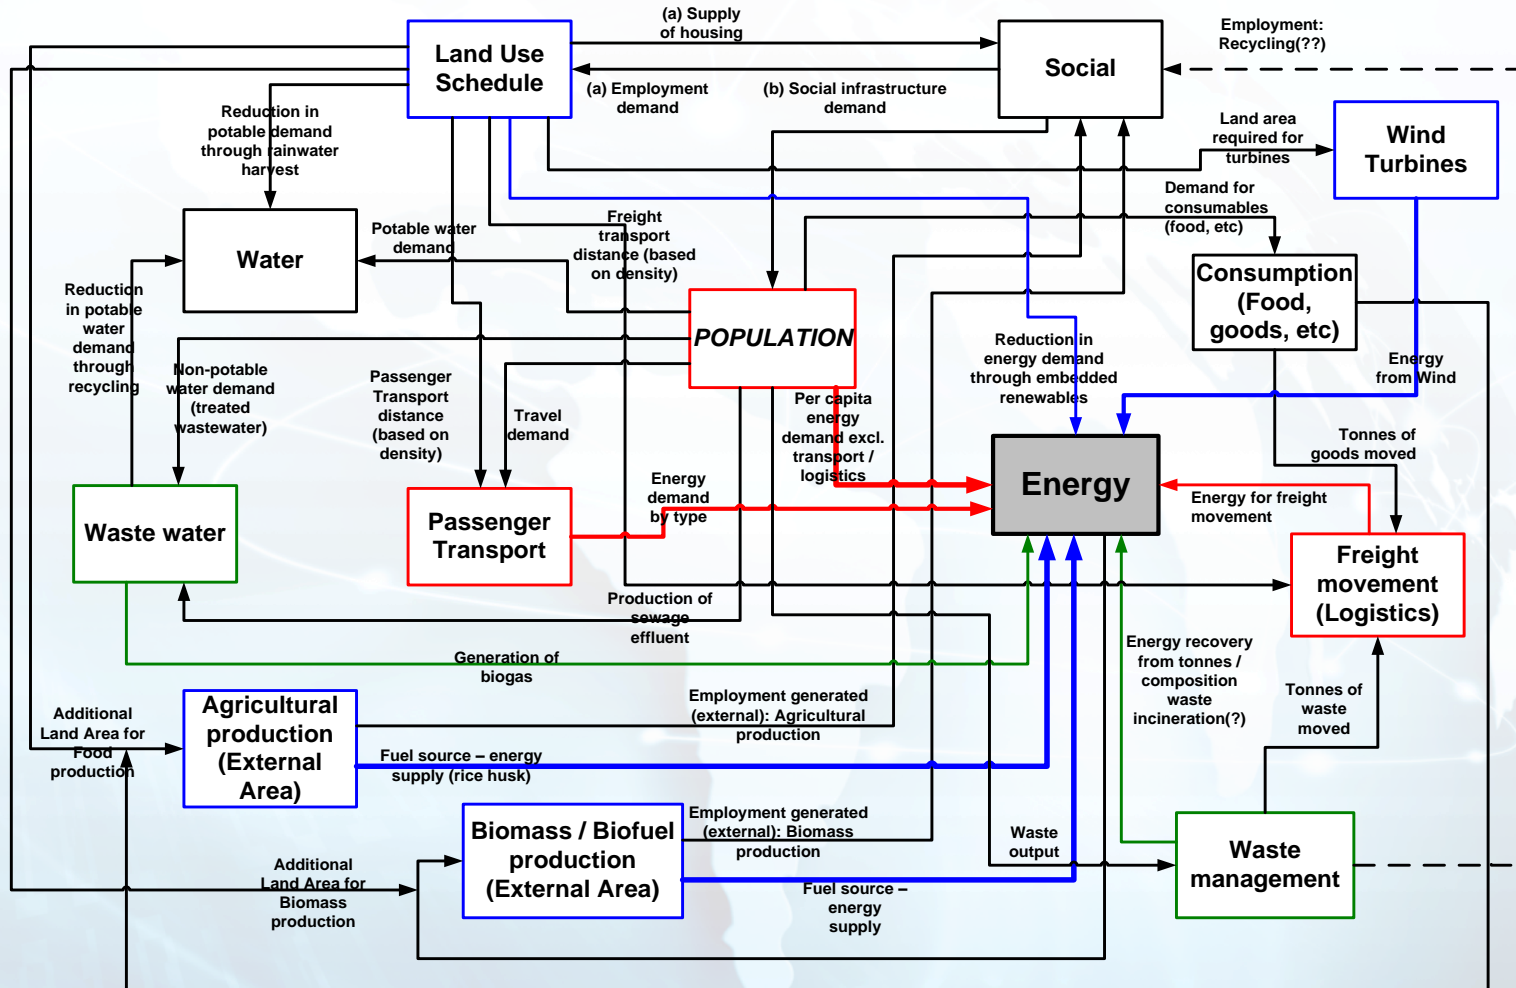 (a) Supply
of housing
Employment:
Recycling(??)
Land Use
Schedule
Social
(a) Employment
demand
(b) Social infrastructure
demand
Reduction in
potable demand
through rainwater
harvest
Land area
required for
turbines
Wind
Turbines
Demand for
consumables
(food, etc)
Potable water
demand
Freight
transport
distance (based
on density)
Water
Consumption
(Food,
goods, etc)
Reduction
in potable
water
demand
through
recycling
POPULATION
Reduction in
energy demand
through embedded
renewables
Energy
from Wind
Non-potable
water demand
(treated
wastewater)
Passenger
Transport
distance
(based on
density)
Travel
demand
Per capita
energy
demand excl.
transport /
logistics
Tonnes of
goods moved
Energy
demand
by type
Energy
Energy for freight
movement
Waste water
Passenger
Transport
Freight
movement
(Logistics)
Production of
sewage
effluent
Generation of
biogas
Energy recovery
from tonnes /
composition
waste
incineration(?)
Tonnes of
waste
moved
Additional
Land Area for
Food
production
Agricultural
production
(External
Area)
Employment generated
(external): Agricultural
production
Fuel source – energy
supply (rice husk)
Biomass / Biofuel
production
(External Area)
Employment generated
(external): Biomass
production
Waste
output
Waste
management
Additional
Land Area for
Biomass
production
Fuel source –
energy
supply